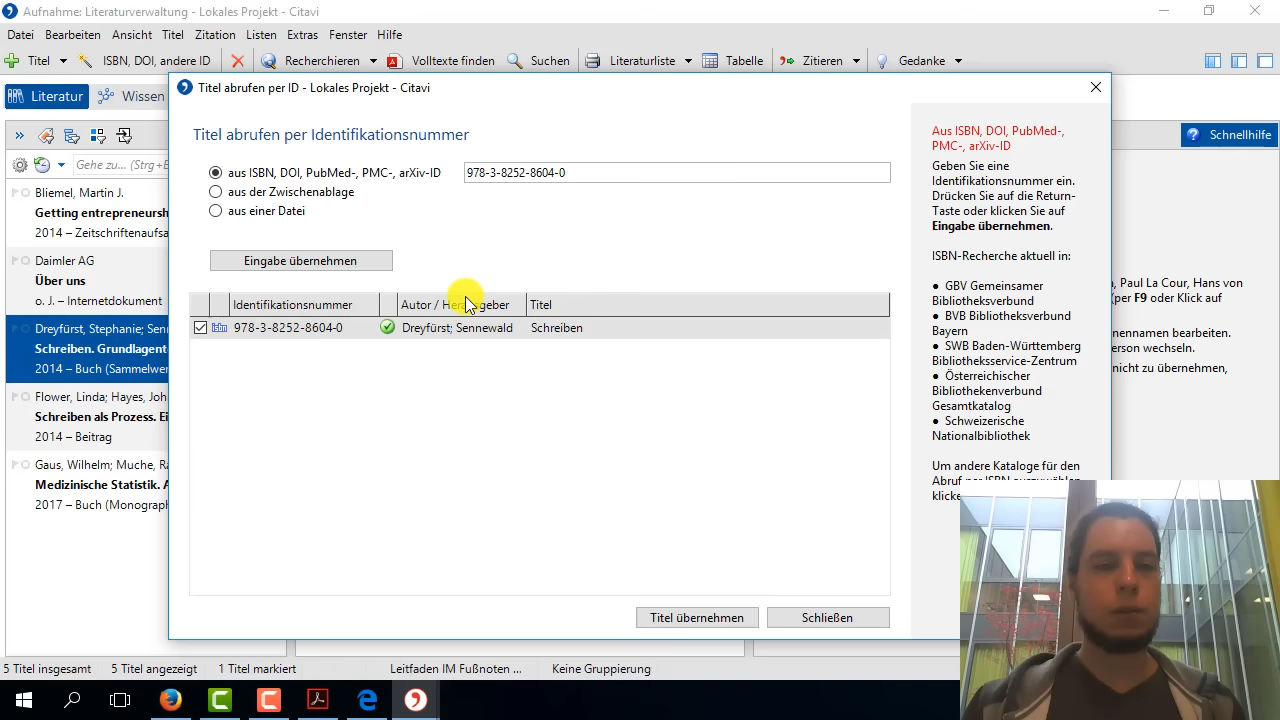 Aufnahme: Literaturverwaltung - Lokales Projekt - Citavi
Datei Bearbeiten Ansicht Titel Zitation Listen Extras Fenster Hilfe
Titel ISBN, DOI, andere ID Recherchieren Volltexte finden Suchen Literaturliste Tabelle Zitieren Gedanke
Literatur Wissen
Schnellhilfe
Gehe zu... (Strg+E
Bliemel, Martin J.
Getting entrepreneursh
2014 – Zeitschriftenaufsa
Daimler AG
Über uns
o. J. – Internetdokument
Dreyfürst, Stephanie; Senn
Schreiben. Grundlagent
2014 – Buch (Sammelwer
Flower, Linda; Hayes, Joh
Schreiben als Prozess. Ei
2014 – Beitrag
Gaus, Wilhelm; Muche, Ra
Medizinische Statistik. A
2017 – Buch (Monograp
Titel abrufen per ID - Lokales Projekt - Citavi
Titel abrufen per Identifikationsnummer
aus ISBN, DOI, PubMed-, PMC-, arXiv-ID 978-3-8252-8604-0
aus der Zwischenablage
aus einer Datei
Eingabe übernehmen
Identifikationsnummer Autor / Herausgeber Titel
978-3-8252-8604-0 Dreyfürst; Sennewald Schreiben
Titel übernehmen Schließen
Aus ISBN, DOI, PubMed-,
PMC-, arXiv-ID
Geben Sie eine
Identifikationsnummer ein.
Drücken Sie auf die Return-
Taste oder klicken Sie auf
Eingabe übernehmen.
ISBN-Recherche aktuell in:
● GBV Gemeinsamer
Bibliotheksverbund
● BVB Bibliotheksverbund
Bayern
● SWB Baden-Württemberg
Bibliotheksservice-Zentrum
● Österreichischer
Bibliothekenverbund
Gesamtkatalog
● Schweizerische
Nationalbibliothek
Um andere Kataloge für den
Abruf per ISBN auszuwählen
klicke
, Paul La Cour, Hans von
(per F9 oder Klick auf
nennamen bearbeiten.
erson wechseln.
nicht zu übernehmen,
5 Titel insgesamt 5 Titel angezeigt 1 Titel markiert Leitfaden IM Fußnoten ... Keine Gruppierung